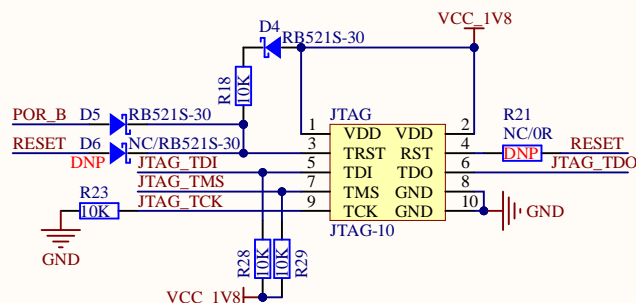 D4
RB521S-30
VCC_1V8
R18
10K
POR_B
D5
RB521S-30
JTAG
R21
NC/0R
RESET
D6
NC/RB521S-30
DNP
1
VDD
VDD
2
3
TRST
RST
4
DNP
RESET
JTAG_TDI
5
TDI
TDO
6
JTAG_TDO
JTAG_TMS
7
TMS
GND
8
R23
10K
JTAG_TCK
9
TCK
GND
10
GND
JTAG-10
GND
R28
10K
10K
R29
VCC_1V8